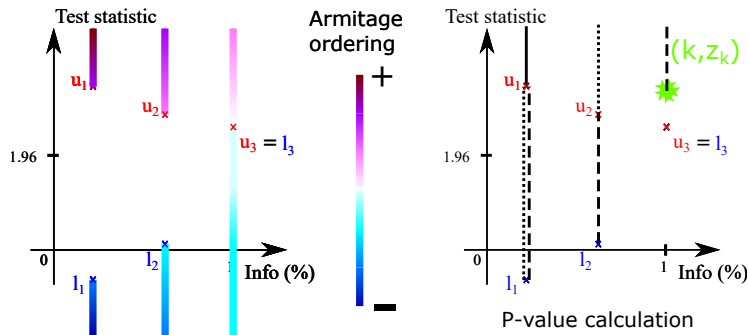 Test statistic
u1
u2
u3 = l3
1.96
l2
0
l1
1
Info (%)
Armitage
ordering
+
−
Test statistic
(k,zk)
u1
u2
u3 = l3
1.96
0
l1
l2
1
Info (%)
P-value calculation